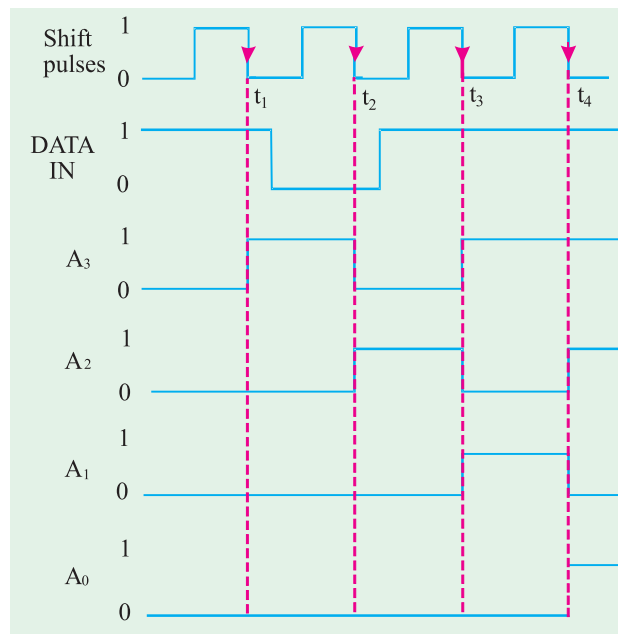 Shift pulses
1
0
t₁ t₂ t₃ t₄
DATA IN
1
0
A₃
1
0
A₂
1
0
A₁
1
0
A₀
1
0